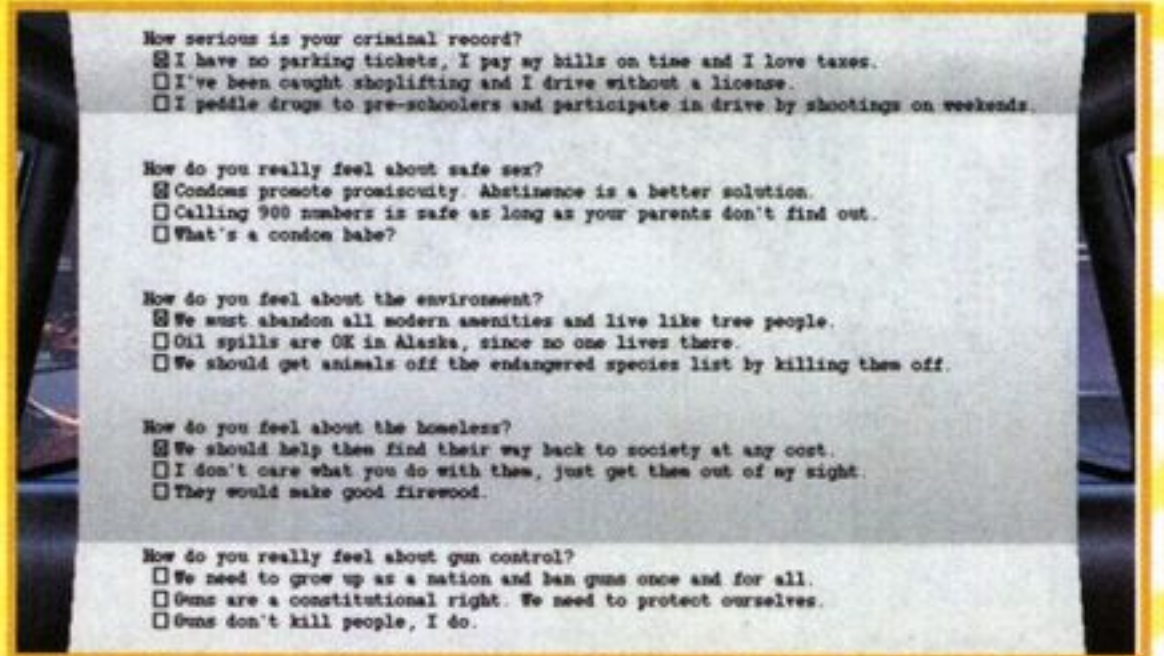 How serious is your criminal record?
☒ I have no parking tickets, I pay my bills on time and I love taxes.
☐ I've been caught shoplifting and I drive without a license.
☐ I peddle drugs to pre-schoolers and participate in drive by shootings on weekends.
How do you really feel about safe sex?
☒ Condoms promote promiscuity. Abstinence is a better solution.
☐ Calling 900 numbers is safe as long as your parents don't find out.
☐ What's a condom babe?
How do you feel about the environment?
☒ We must abandon all modern amenities and live like tree people.
☐ Oil spills are OK in Alaska, since no one lives there.
☐ We should get animals off the endangered species list by killing them off.
How do you feel about the homeless?
☒ We should help them find their way back to society at any cost.
☐ I don't care what you do with them, just get them out of my sight.
☐ They would make good firewood.
How do you really feel about gun control?
☐ We need to grow up as a nation and ban guns once and for all.
☐ Guns are a constitutional right. We need to protect ourselves.
☐ Guns don't kill people, I do.